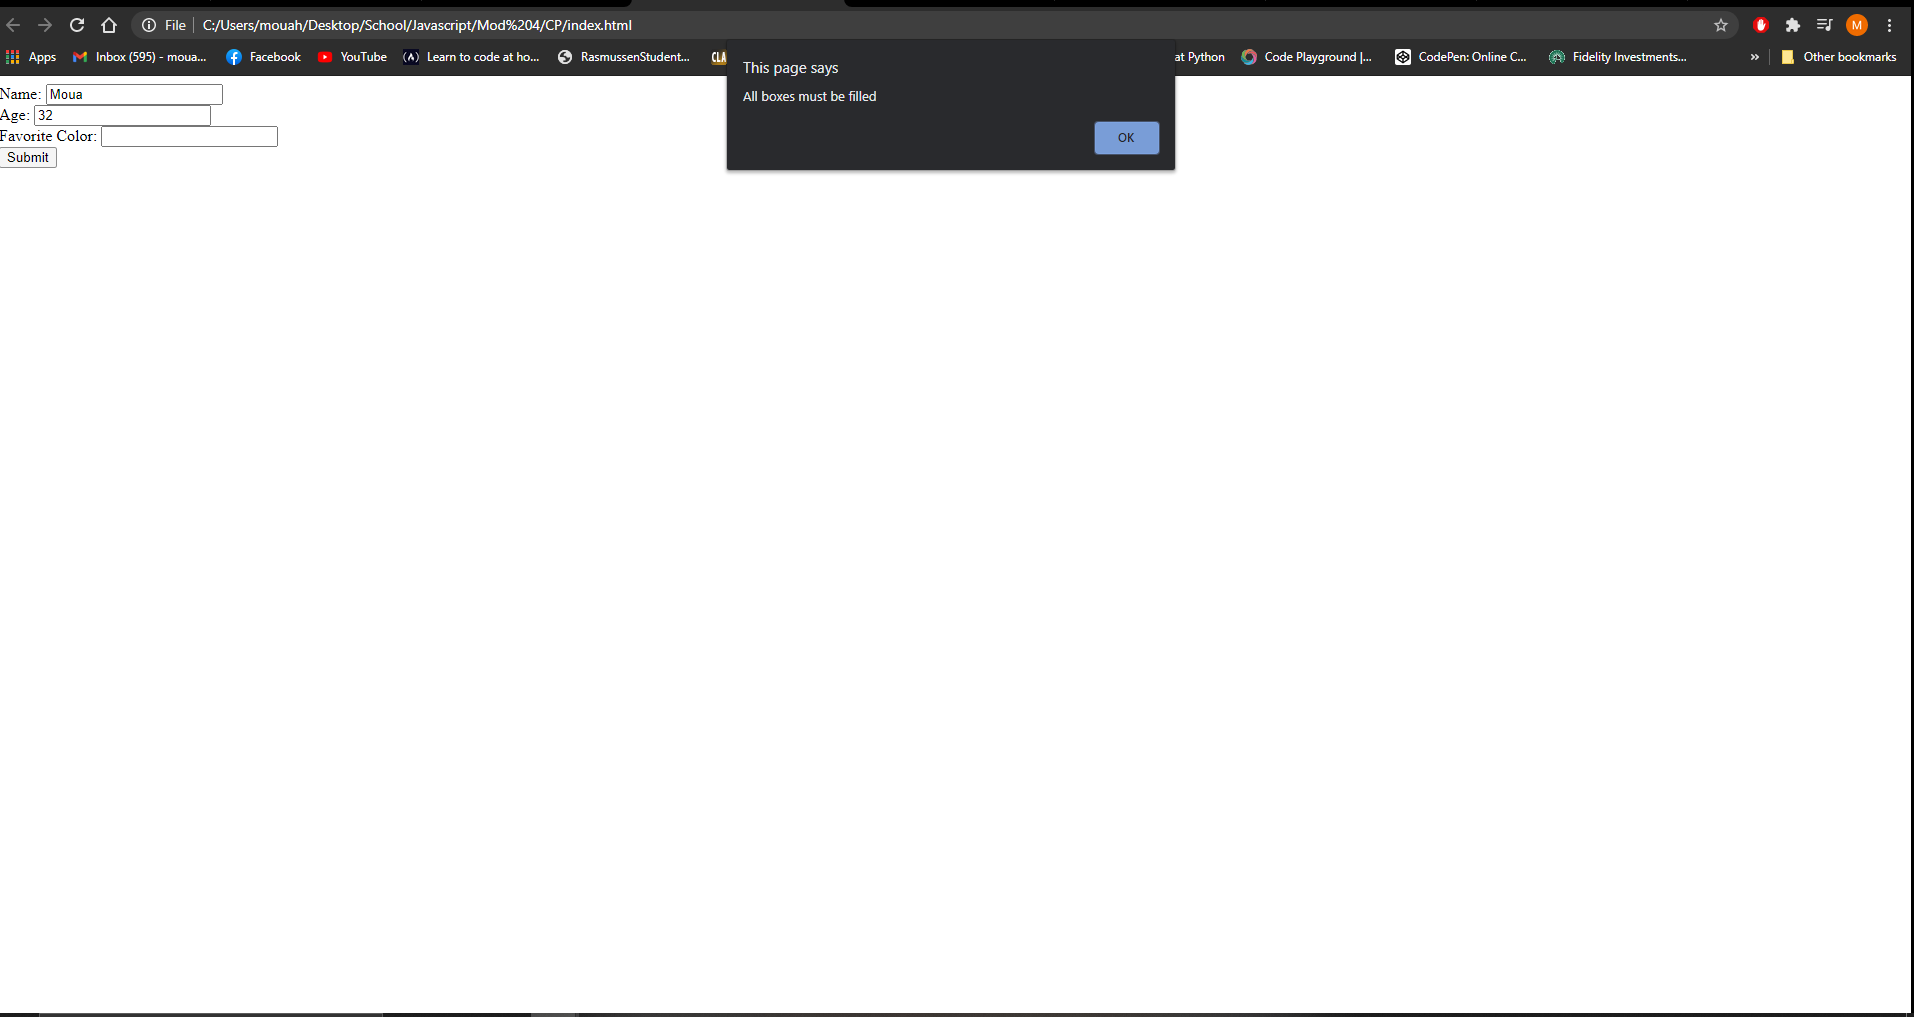 File C:/Users/mouah/Desktop/School/Javascript/Mod%204/CP/index.html M
Apps Inbox (595) - moua... Facebook YouTube Learn to code at ho... RasmussenStudent... CLA at Python Code Playground |... CodePen: Online C... Fidelity Investments... » Other bookmarks
This page says
All boxes must be filled
OK
Name: Moua
Age: 32
Favorite Color:
Submit